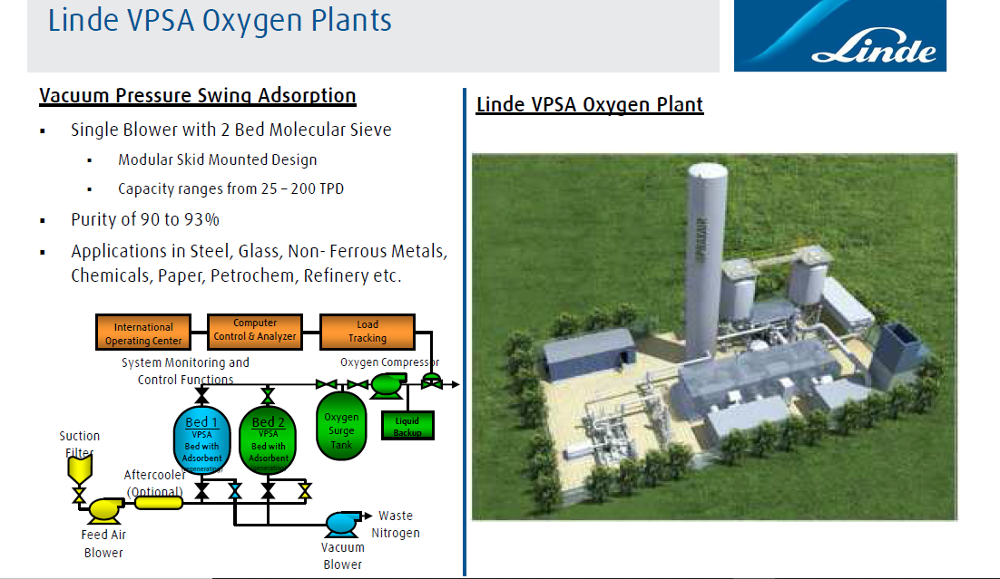 Linde VPSA Oxygen Plants
Linde
Vacuum Pressure Swing Adsorption
▪ Single Blower with 2 Bed Molecular Sieve
▪ Modular Skid Mounted Design
▪ Capacity ranges from 25 – 200 TPD
▪ Purity of 90 to 93%
▪ Applications in Steel, Glass, Non- Ferrous Metals,
Chemicals, Paper, Petrochem, Refinery etc.
International
Operating Center
Computer
Control & Analyzer
Load
Tracking
System Monitoring and
Control Functions
Oxygen Compressor
Bed 1
VPSA
Bed with
Adsorbent
Bed 2
VPSA
Bed with
Adsorbent
Oxygen
Surge
Tank
Liquid
Backup
Suction
Filter
Aftercooler
(Optional)
Feed Air
Blower
Waste
Nitrogen
Vacuum
Blower
Linde VPSA Oxygen Plant
PRAXAIR